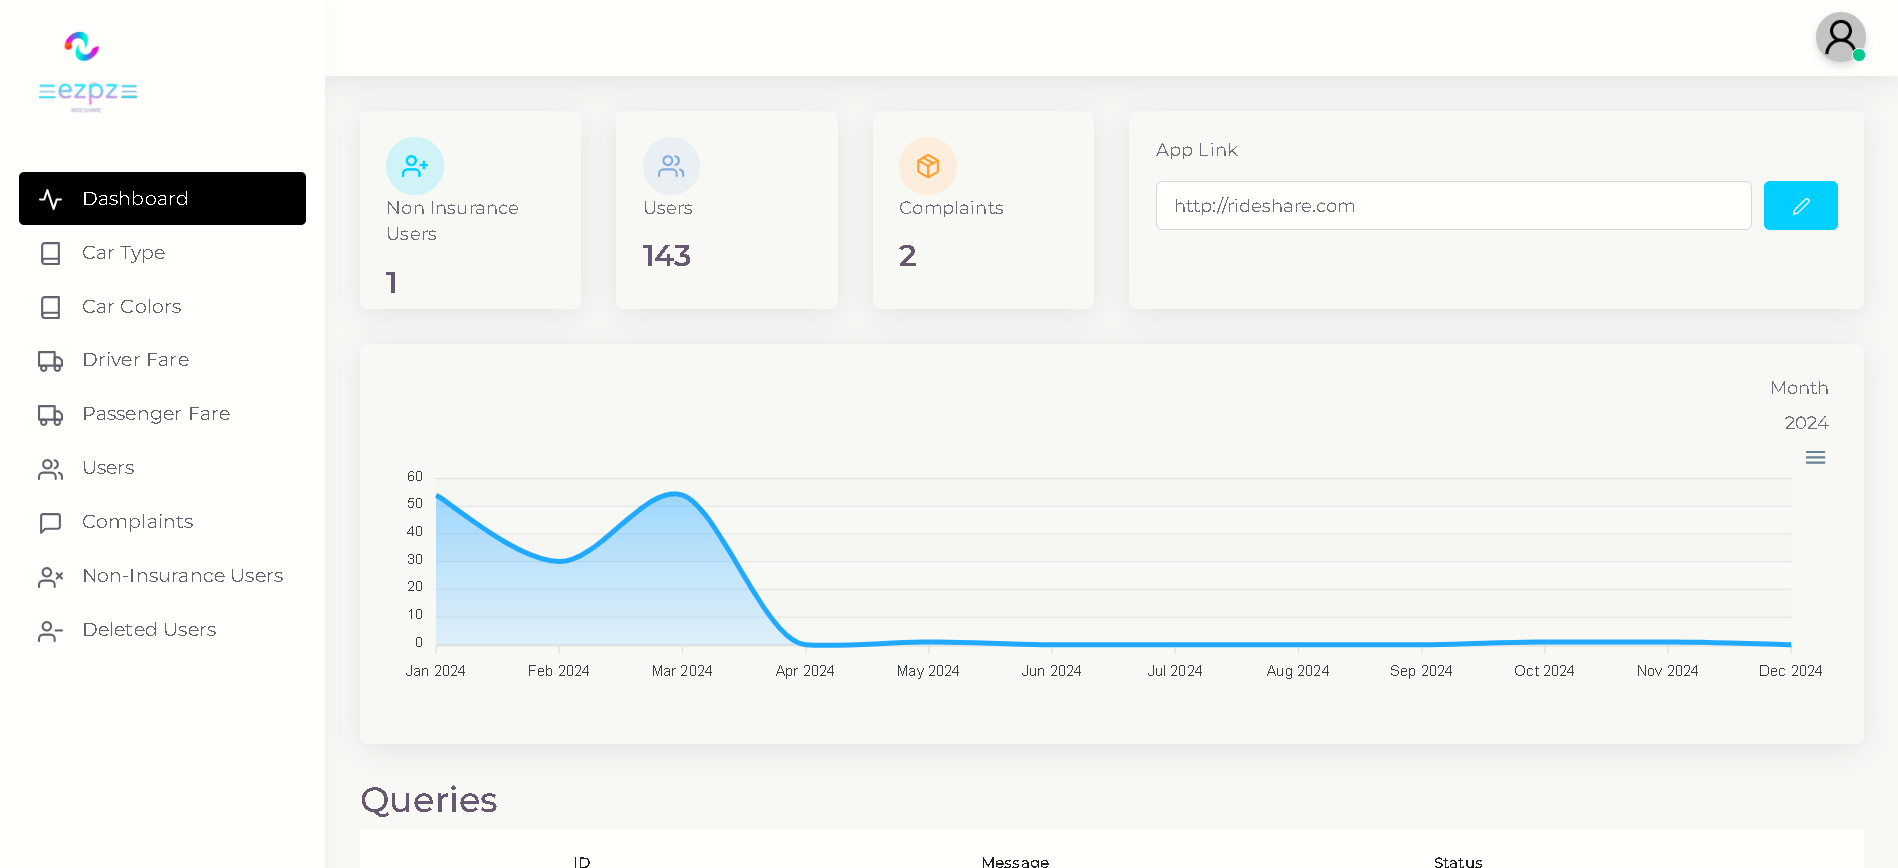 ezpz
RIDESHARE
Dashboard
Car Type
Car Colors
Driver Fare
Passenger Fare
Users
Complaints
Non-Insurance Users
Deleted Users
Non Insurance
Users
1
Users
143
Complaints
2
App Link
http://rideshare.com
Month
2024
60
50
40
30
20
10
0
Jan 2024 Feb 2024 Mar 2024 Apr 2024 May 2024 Jun 2024 Jul 2024 Aug 2024 Sep 2024 Oct 2024 Nov 2024 Dec 2024
Queries
ID Message Status